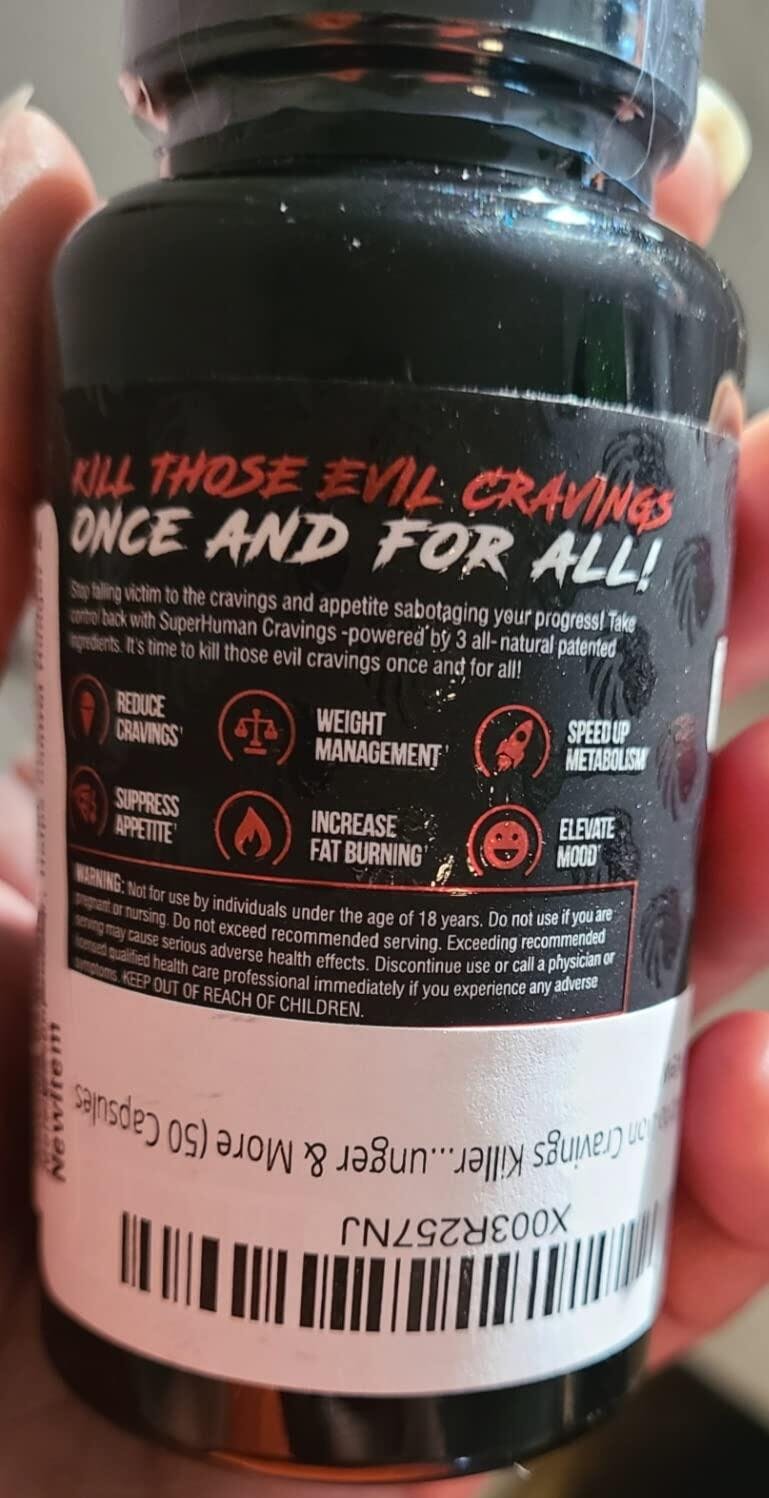 KILL THOSE EVIL CRAVINGS
ONCE AND FOR ALL!
Stop falling victim to the cravings and appetite sabotaging your progress! Take
control back with SuperHuman Cravings -powered by 3 all-natural patented
ingredients. It's time to kill those evil cravings once and for all!
REDUCE
CRAVINGS†
WEIGHT
MANAGEMENT†
SPEED UP
METABOLISM†
SUPPRESS
APPETITE†
INCREASE
FAT BURNING†
ELEVATE
MOOD†
WARNING: Not for use by individuals under the age of 18 years. Do not use if you are
pregnant or nursing. Do not exceed recommended serving. Exceeding recommended
serving may cause serious adverse health effects. Discontinue use or call a physician or
licensed qualified health care professional immediately if you experience any adverse
symptoms. KEEP OUT OF REACH OF CHILDREN.
X003R257NJ
Cravings Killer...unger & More (50 Capsules
NewItem